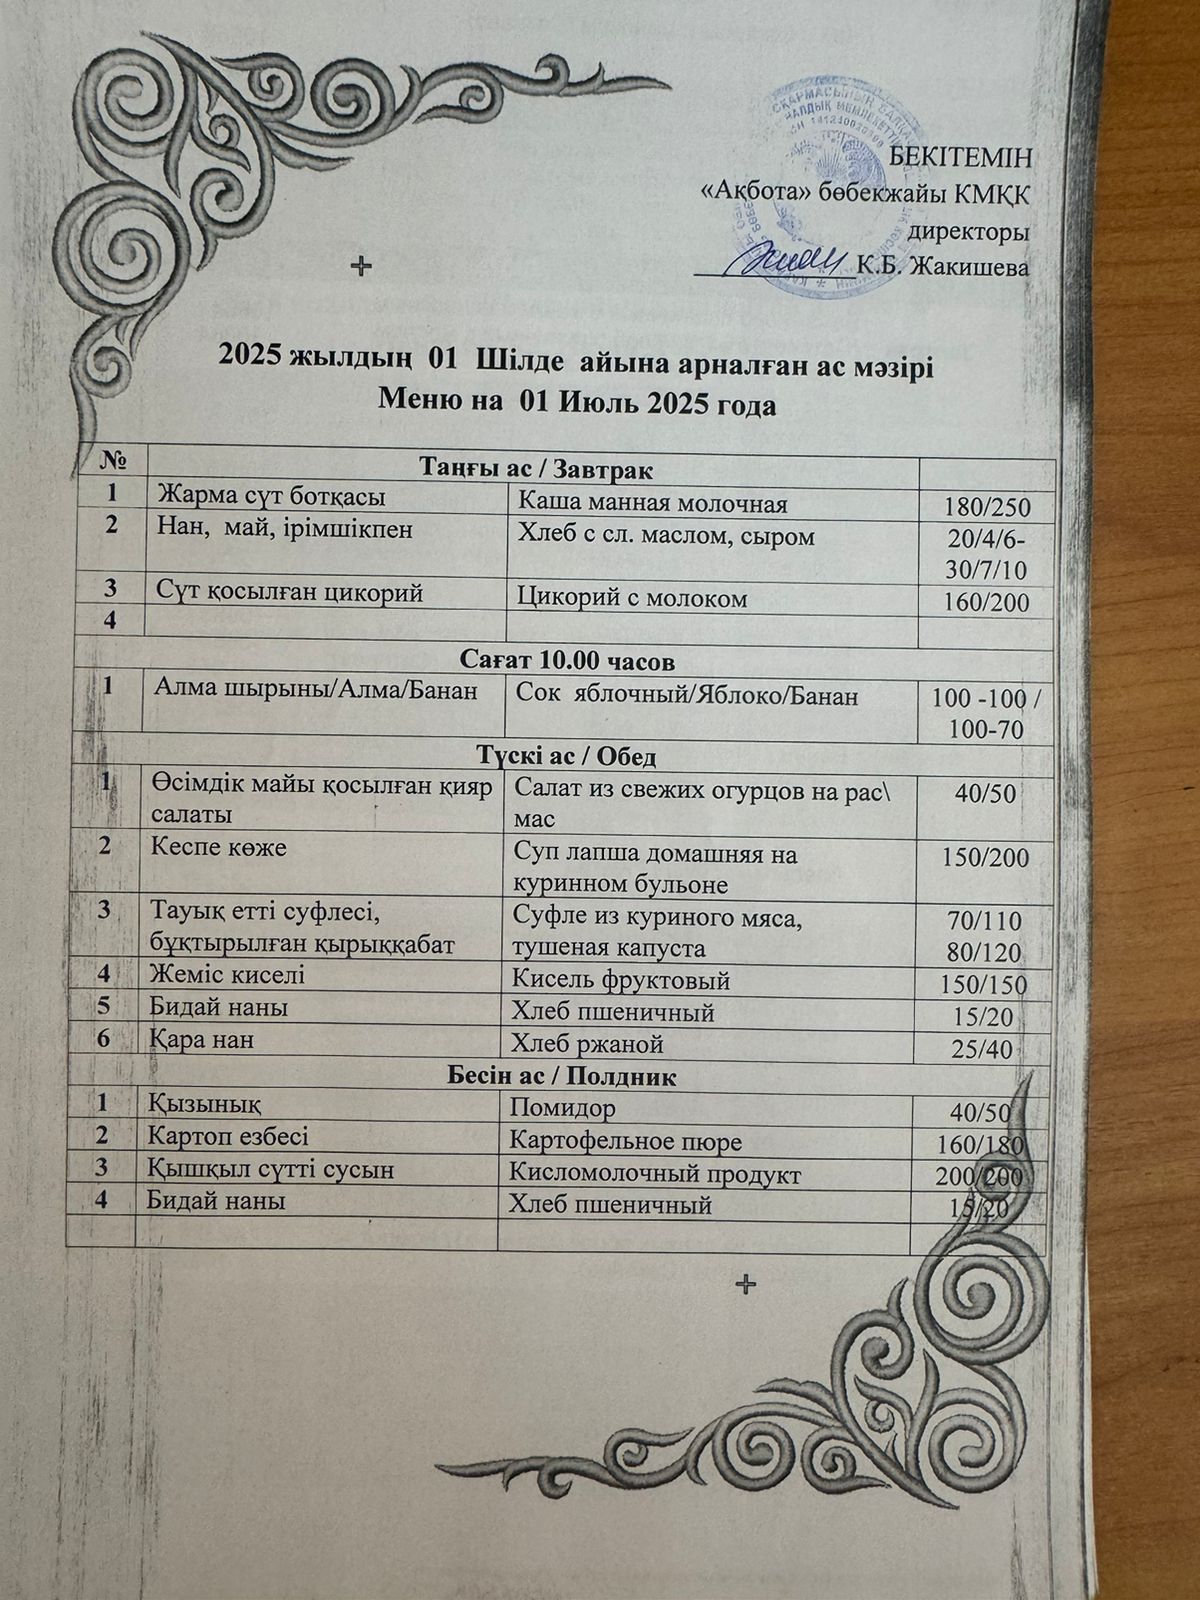 БЕКІТЕМІН
«Ақбота» бөбекжайы КМҚК
директоры
К.Б. Жакишева
2025 жылдың 01 Шілде айына арналған ас мәзірі
Меню на 01 Июль 2025 года
№ Таңғы ас / Завтрак
1 Жарма сүт ботқасы Каша манная молочная 180/250
2 Нан, май, ірімшікпен Хлеб с сл. маслом, сыром 20/4/6-
30/7/10
3 Сүт қосылған цикорий Цикорий с молоком 160/200
4
Сағат 10.00 часов
1 Алма шырыны/Алма/Банан Сок яблочный/Яблоко/Банан 100 -100 /
100-70
Түскі ас / Обед
1 Өсімдік майы қосылған қияр Салат из свежих огурцов на рас\ 40/50
салаты мас
2 Кеспе көже Суп лапша домашняя на 150/200
куринном бульоне
3 Тауық етті суфлесі, Суфле из куриного мяса, 70/110
бұқтырылған қырыққабат тушеная капуста 80/120
4 Жеміс киселі Кисель фруктовый 150/150
5 Бидай наны Хлеб пшеничный 15/20
6 Қара нан Хлеб ржаной 25/40
Бесін ас / Полдник
1 Қызынық Помидор 40/50
2 Картоп езбесі Картофельное пюре 160/180
3 Қышқыл сүтті сусын Кисломолочный продукт 200/200
4 Бидай наны Хлеб пшеничный 15/20